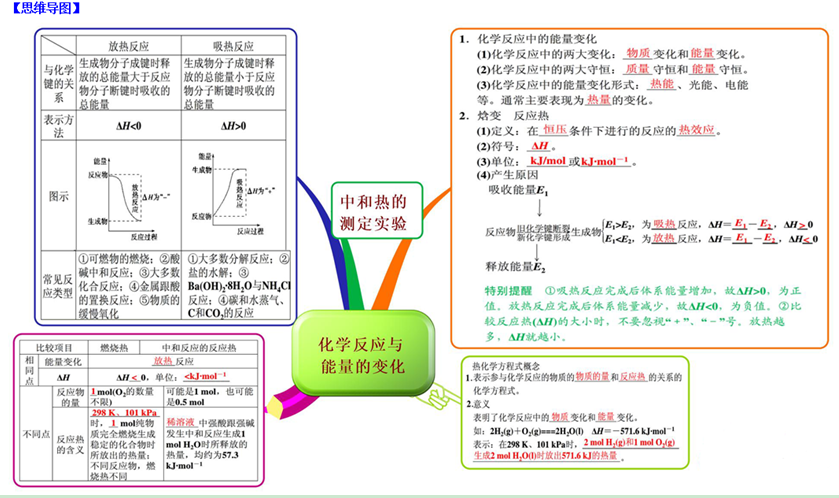 【思维导图】
放热反应
吸热反应
与化学键的关系
生成物分子成键时释
放的总能量大于反应
物分子断键时吸收的
总能量
生成物分子成键时释
放的总能量小于反应
物分子断键时吸收的
总能量
表示方法
ΔH<0
ΔH>0
图示
能量
反应物
放热反应
ΔH为“-”
生成物
反应过程
能量
生成物
吸热反应
ΔH为“+”
反应物
反应过程
常见反应类型
①可燃物的燃烧;②酸
碱中和反应;③大多数
化合反应;④金属跟酸
的置换反应;⑤物质的
缓慢氧化
①大多数分解反应;②
盐的水解;③
Ba(OH)₂·8H₂O与NH₄Cl
反应;④碳和水蒸气、
C和CO₂的反应
中和热的
测定实验
化学反应与
能量的变化
1. 化学反应中的能量变化
(1)化学反应中的两大变化:物质变化和能量变化。
(2)化学反应中的两大守恒:质量守恒和能量守恒。
(3)化学反应中的能量变化形式:热能、光能、电能
等。通常主要表现为热量的变化。
2. 焓变 反应热
(1)定义:在恒压条件下进行的反应的热效应。
(2)符号:ΔH。
(3)单位:kJ/mol或kJ·mol⁻¹。
(4)产生原因
吸收能量E₁
反应物 旧化学键断裂 新化学键形成 生成物
E₁>E₂,为吸热反应,ΔH=E₁-E₂,ΔH>0
E₁<E₂,为放热反应,ΔH=E₁-E₂,ΔH<0
释放能量E₂
特别提醒 ①吸热反应完成后体系能量增加,故ΔH>0,为正
值。放热反应完成后体系能量减少,故ΔH<0,为负值。②比
较反应热(ΔH)的大小时,不要忽视“+”、“-”号。放热越
多,ΔH就越小。
比较项目
燃烧热
中和反应的反应热
相同点
能量变化
放热反应
ΔH
ΔH<0,单位:<kJ·mol⁻¹
不同点
反应物的量
1 mol(O₂的数量
不限)
可能是1 mol,也可能
是0.5 mol
反应热的含义
298 K、101 kPa
时,1 mol纯物
质完全燃烧生成
稳定的化合物时
所放出的热量;
不同反应物,燃
烧热不同
稀溶液中强酸跟强碱
发生中和反应生成1
mol H₂O时所释放的
热量,均约为57.3
kJ·mol⁻¹
热化学方程式概念
1.表示参与化学反应的物质的物质的量和反应热的关系的
化学方程式。
2.意义
表明了化学反应中的物质变化和能量变化。
如:2H₂(g)+O₂(g)===2H₂O(l) ΔH=-571.6 kJ·mol⁻¹
表示:在298 K、101 kPa时,2 mol H₂(g)和1 mol O₂(g)
生成2 mol H₂O(l)时放出571.6 kJ的热量。